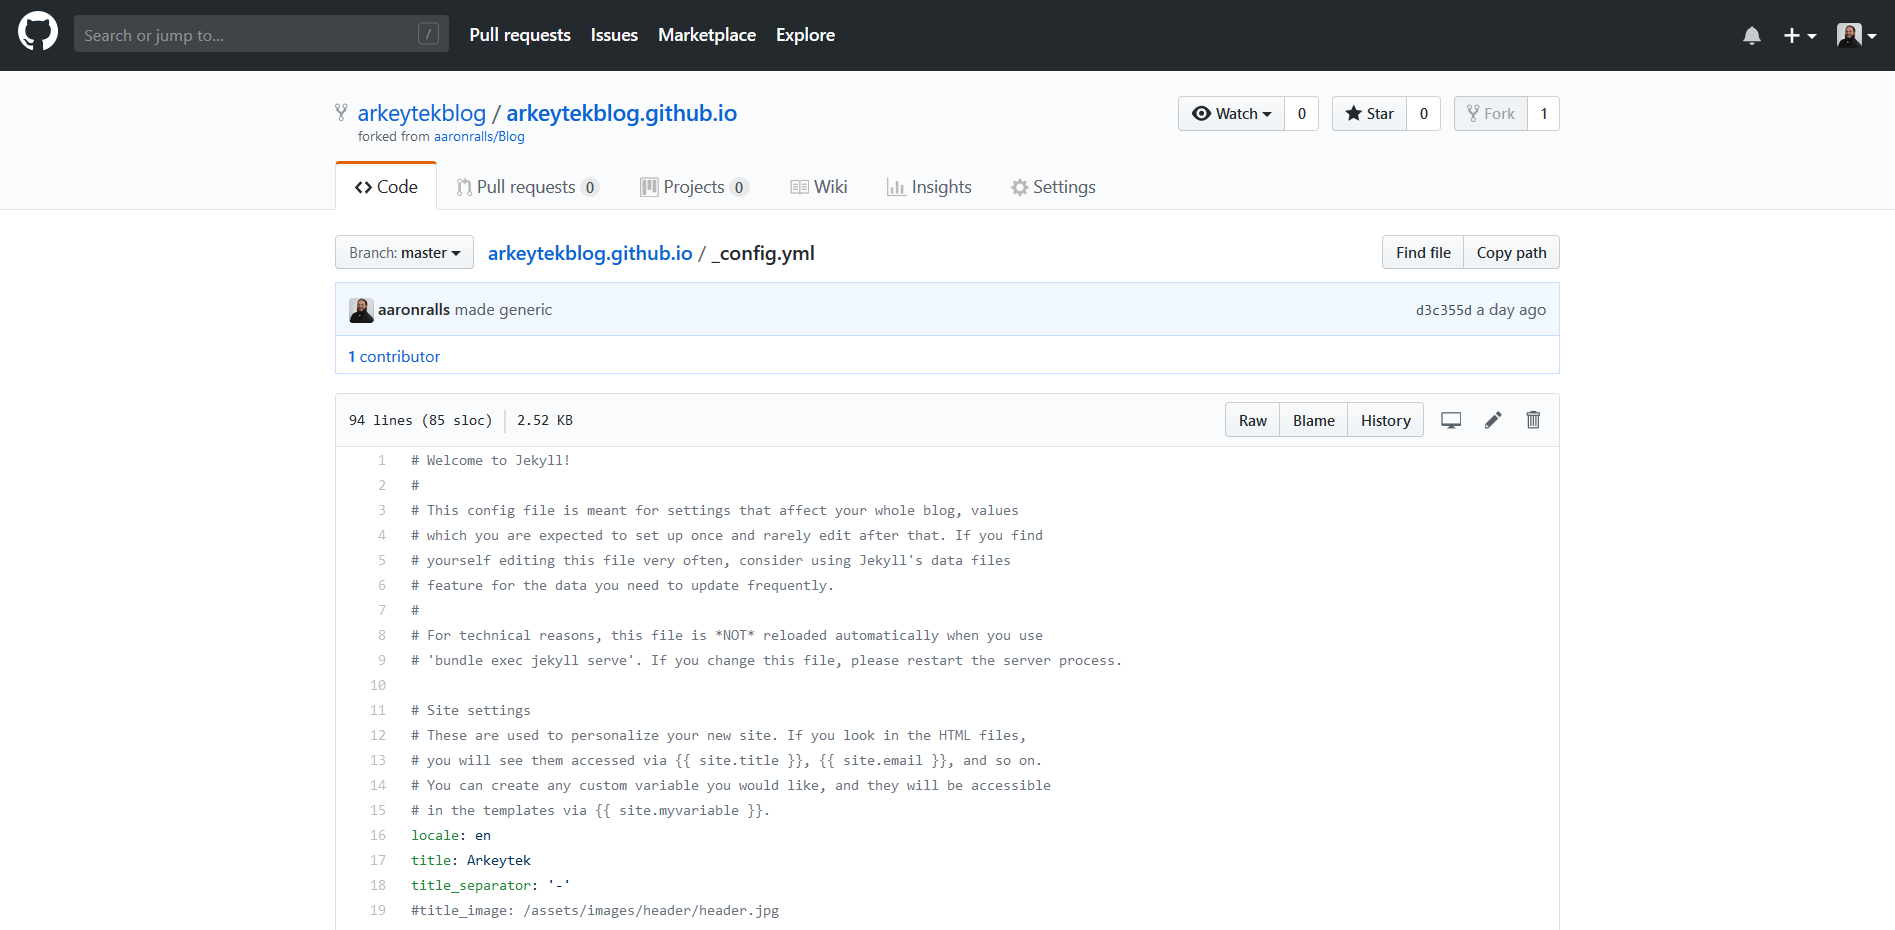 Search or jump to... /
Pull requests Issues Marketplace Explore
arkeytekblog / arkeytekblog.github.io
forked from aaronralls/Blog
Watch 0 Star 0 Fork 1
Code Pull requests 0 Projects 0 Wiki Insights Settings
Branch: master arkeytekblog.github.io / _config.yml Find file Copy path
aaronralls made generic d3c355d a day ago
1 contributor
94 lines (85 sloc) 2.52 KB Raw Blame History
1 # Welcome to Jekyll!
2 #
3 # This config file is meant for settings that affect your whole blog, values
4 # which you are expected to set up once and rarely edit after that. If you find
5 # yourself editing this file very often, consider using Jekyll's data files
6 # feature for the data you need to update frequently.
7 #
8 # For technical reasons, this file is *NOT* reloaded automatically when you use
9 # 'bundle exec jekyll serve'. If you change this file, please restart the server process.
10
11 # Site settings
12 # These are used to personalize your new site. If you look in the HTML files,
13 # you will see them accessed via {{ site.title }}, {{ site.email }}, and so on.
14 # You can create any custom variable you would like, and they will be accessible
15 # in the templates via {{ site.myvariable }}.
16 locale: en
17 title: Arkeytek
18 title_separator: '-'
19 #title_image: /assets/images/header/header.jpg